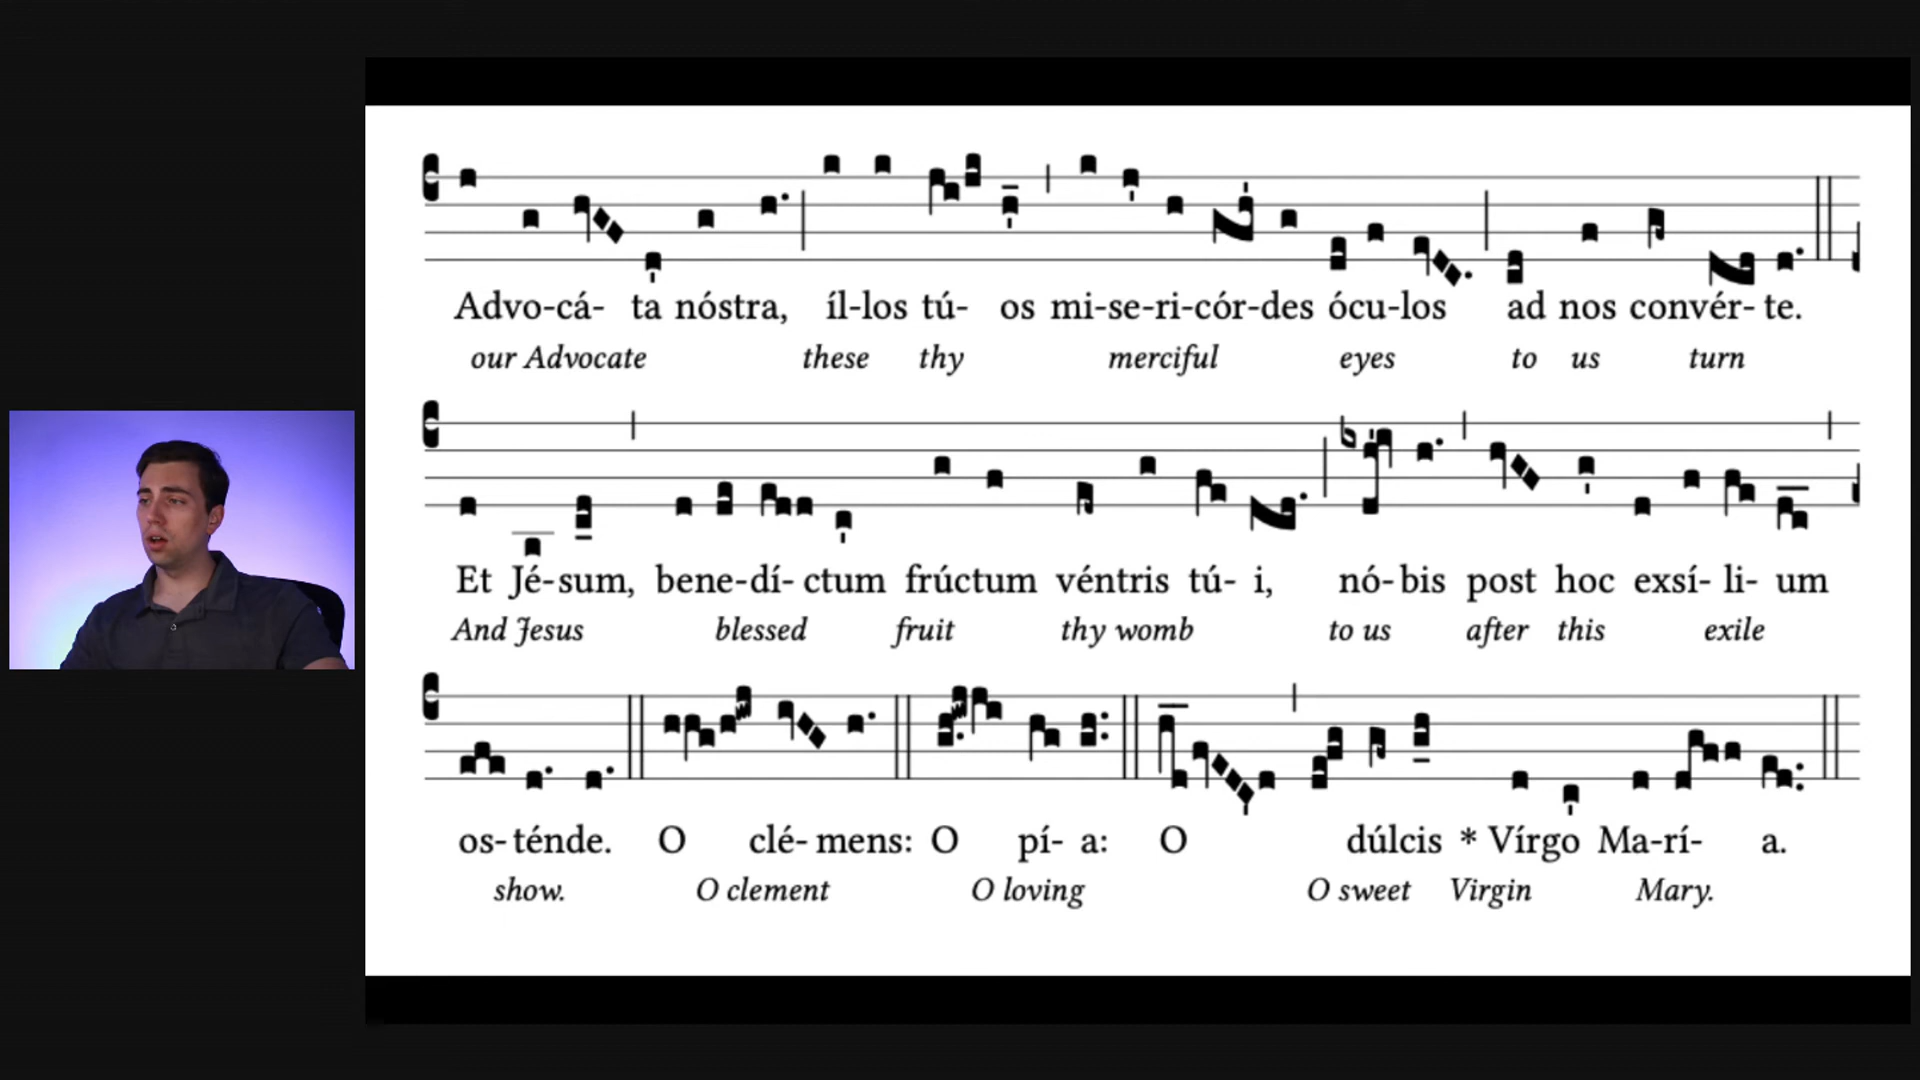 Advo-cá- ta nóstra, íl-los tú- os mi-se-ri-cór-des ócu-los ad nos convér- te.
our Advocate these thy merciful eyes to us turn
Et Jé-sum, bene-dí- ctum frúctum véntris tú- i, nó-bis post hoc exsí- li- um
And Jesus blessed fruit thy womb to us after this exile
os-ténde. O clé- mens: O pí- a: O dúlcis * Vírgo Ma-rí- a.
show. O clement O loving O sweet Virgin Mary.